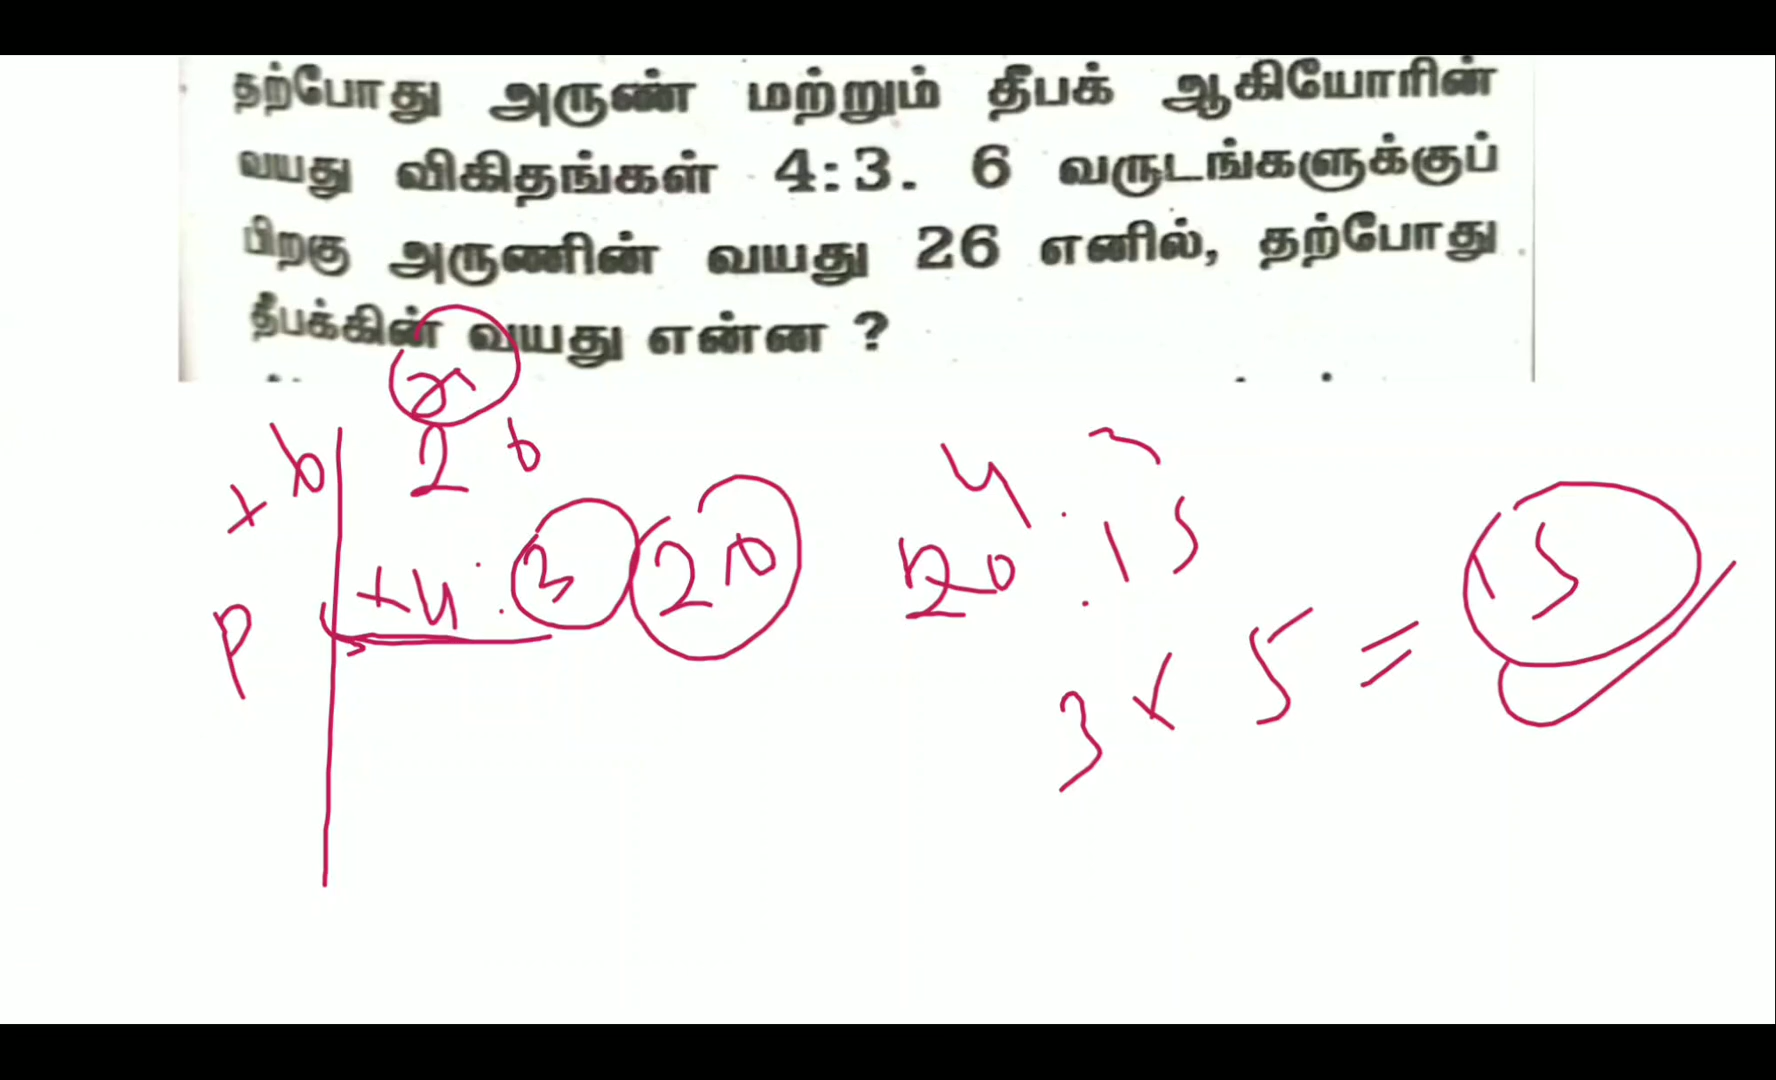 தற்போது அருண் மற்றும் தீபக் ஆகியோரின்
வயது விகிதங்கள் 4:3. 6 வருடங்களுக்குப்
பிறகு அருணின் வயது 26 எனில், தற்போது
தீபக்கின் வயது என்ன ?
2 6
+ 6
+4 : 3 20
4 : 3
20 : 15
P
3 x 5 = 15